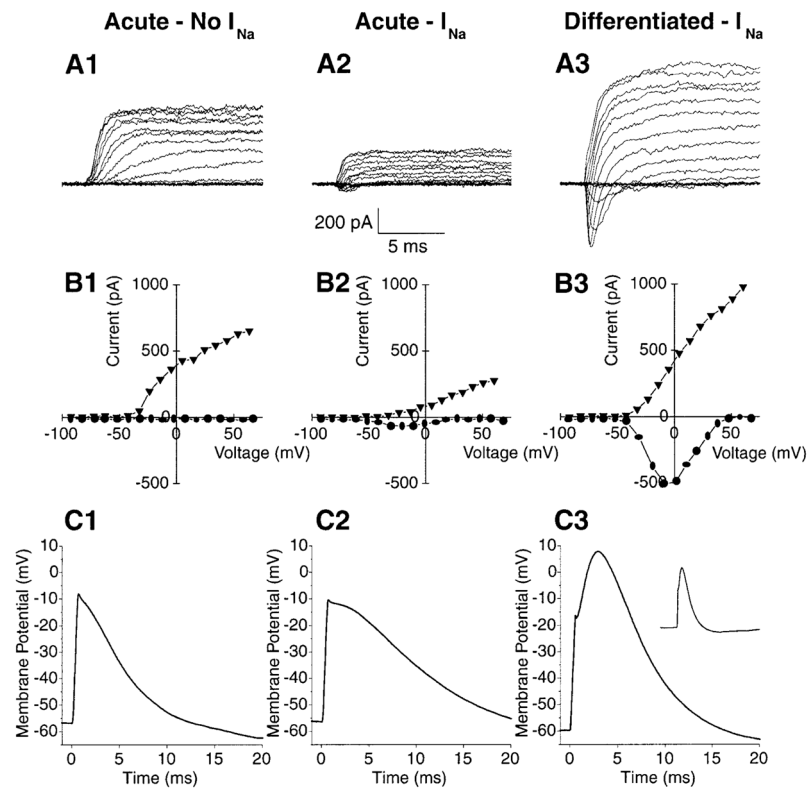 Acute - No I Na
Acute - I Na
Differentiated - I Na
A1
A2
A3
200 pA
5 ms
B1
B2
B3
Current (pA)
1000
500
0
-500
-100
-50
0
50
Voltage (mV)
Current (pA)
1000
500
0
-500
-100
-50
0
50
Voltage (mV)
Current (pA)
1000
500
0
-500
-100
-50
0
50
Voltage (mV)
C1
C2
C3
Membrane Potential (mV)
10
0
-10
-20
-30
-40
-50
-60
0
5
10
15
20
Time (ms)
Membrane Potential (mV)
10
0
-10
-20
-30
-40
-50
-60
0
5
10
15
20
Time (ms)
Membrane Potential (mV)
10
0
-10
-20
-30
-40
-50
-60
0
5
10
15
20
Time (ms)